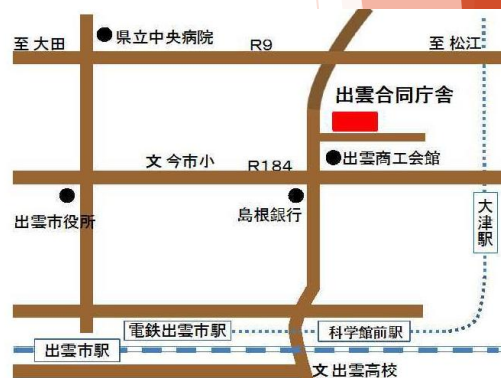 至 大田
県立中央病院
R9
至 松江
出雲合同庁舎
出雲商工会館
文 今市小
R184
出雲市役所
島根銀行
大津駅
電鉄出雲市駅
科学館前駅
出雲市駅
文 出雲高校